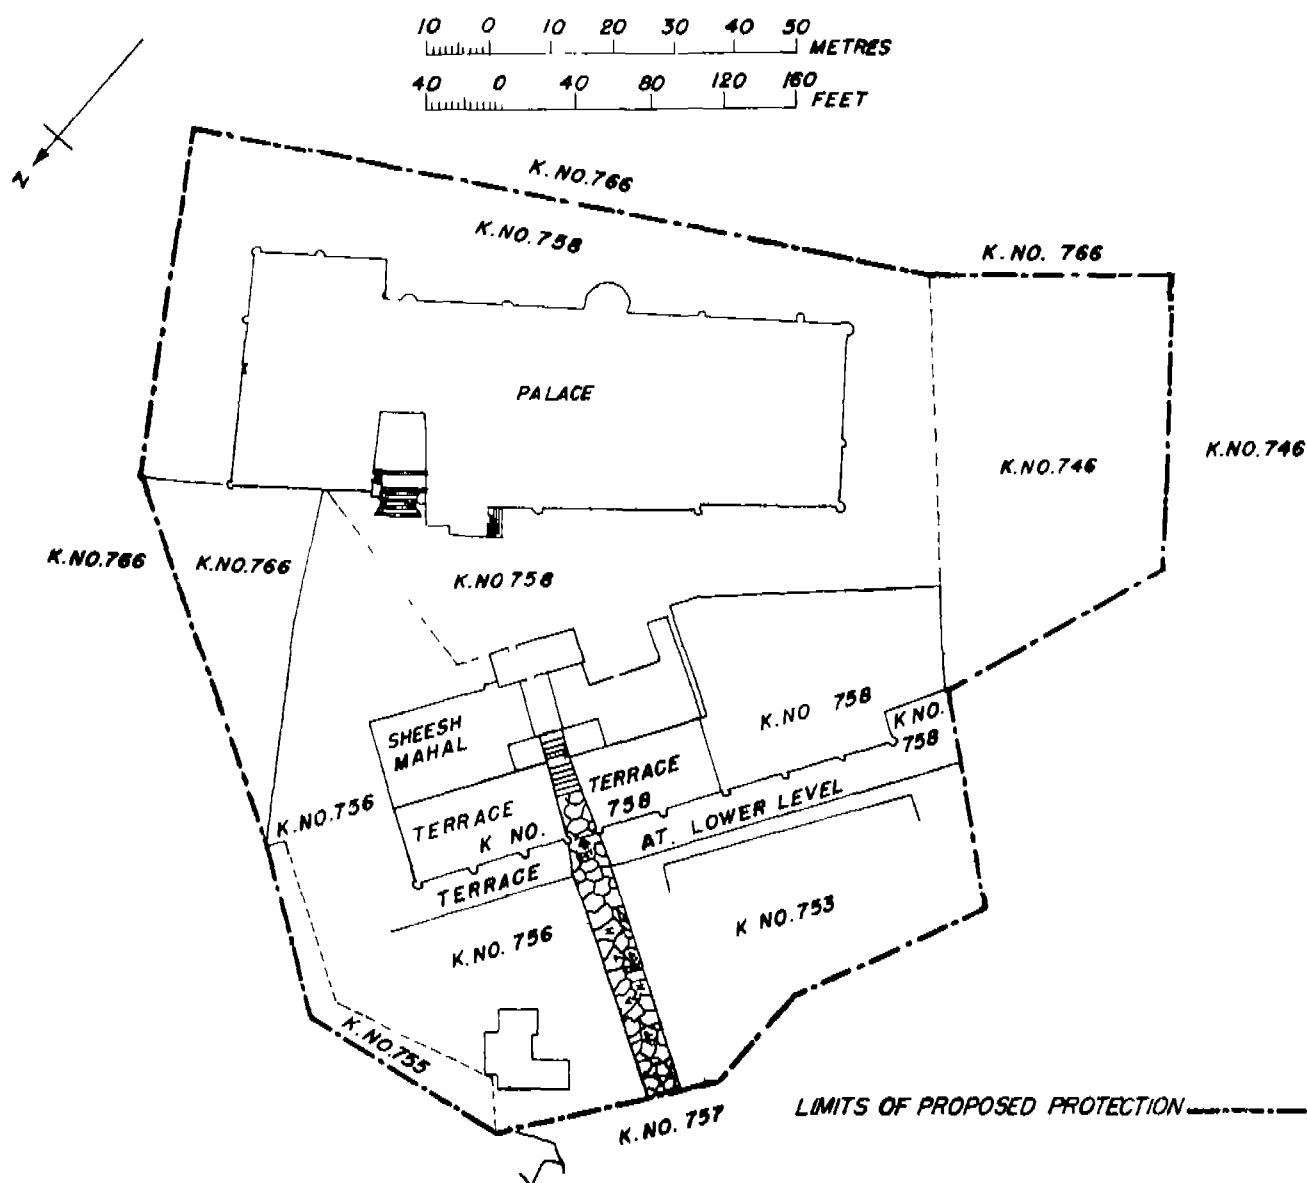 10 0 10 20 30 40 50 METRES
40 0 40 80 120 160 FEET
N
K. NO. 766
K. NO. 758
K. NO. 766
PALACE
K. NO. 746
K. NO. 746
K. NO. 766
K. NO. 766
K. NO 758
SHEESH
MAHAL
K. NO 758
K NO.
758
TERRACE
758
K. NO. 756
TERRACE
K NO.
AT. LOWER LEVEL
TERRACE
K. NO. 756
K NO. 753
K. NO. 755
K. NO. 757
LIMITS OF PROPOSED PROTECTION